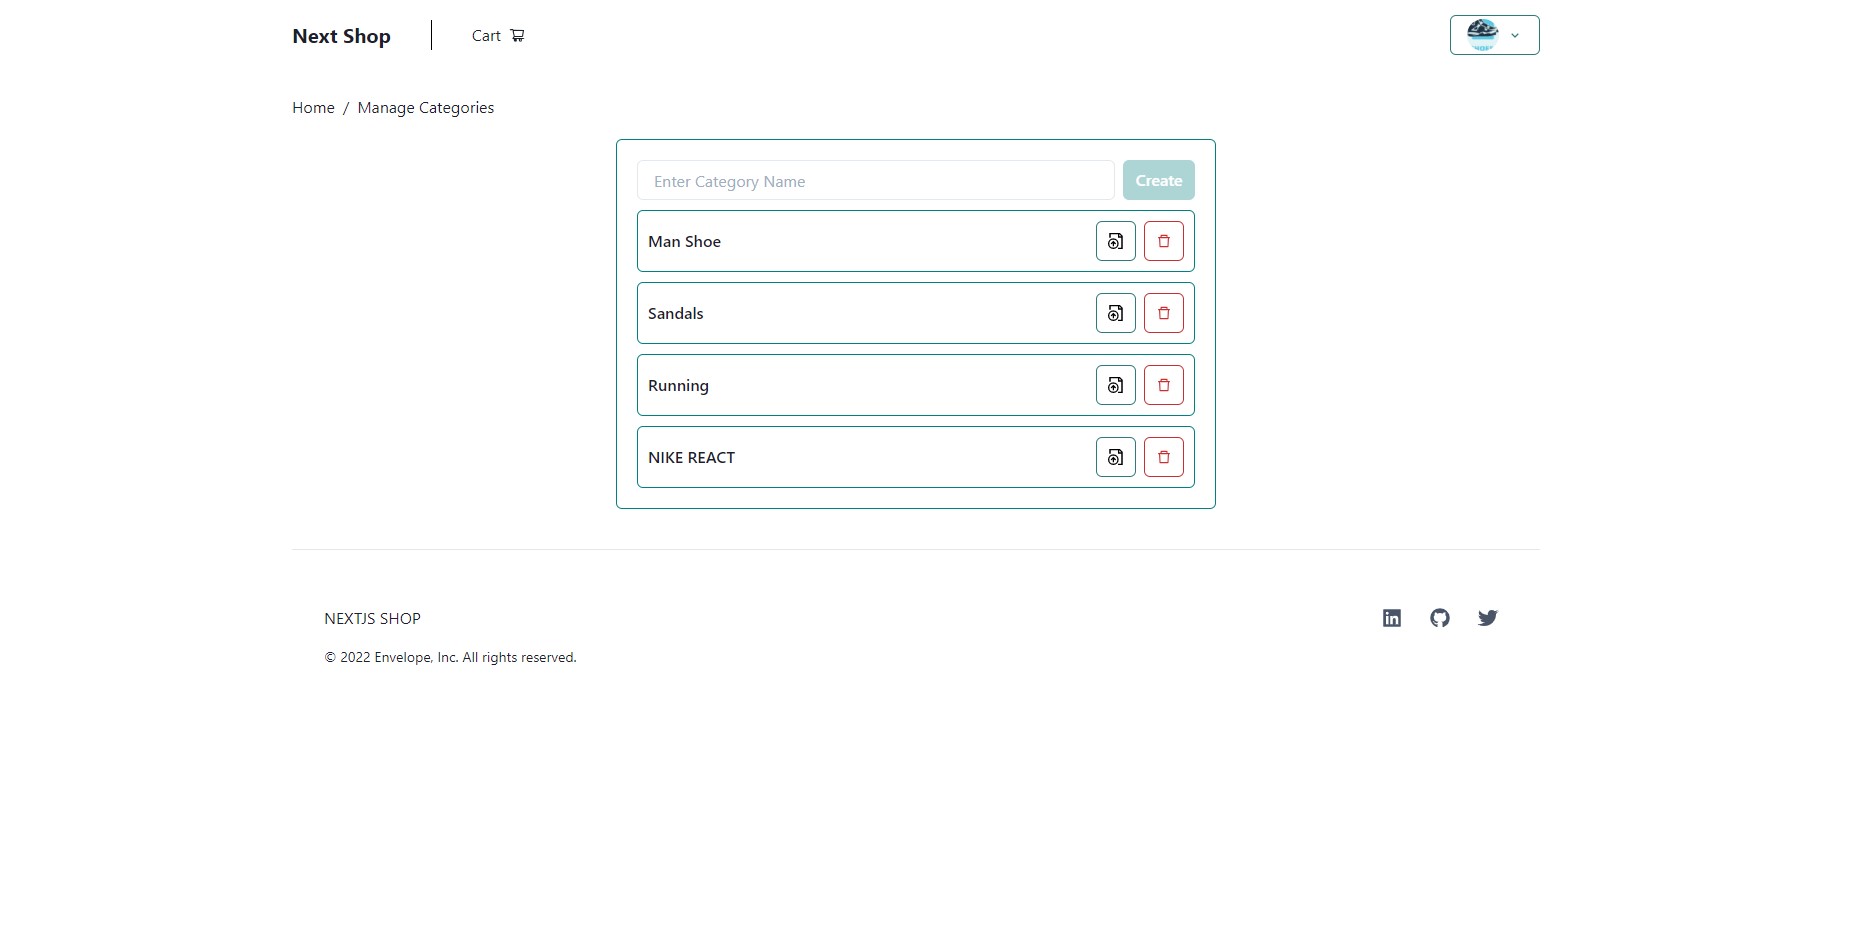 Next Shop
Cart
Home / Manage Categories
Enter Category Name
Create
Man Shoe
Sandals
Running
NIKE REACT
NEXTJS SHOP
© 2022 Envelope, Inc. All rights reserved.